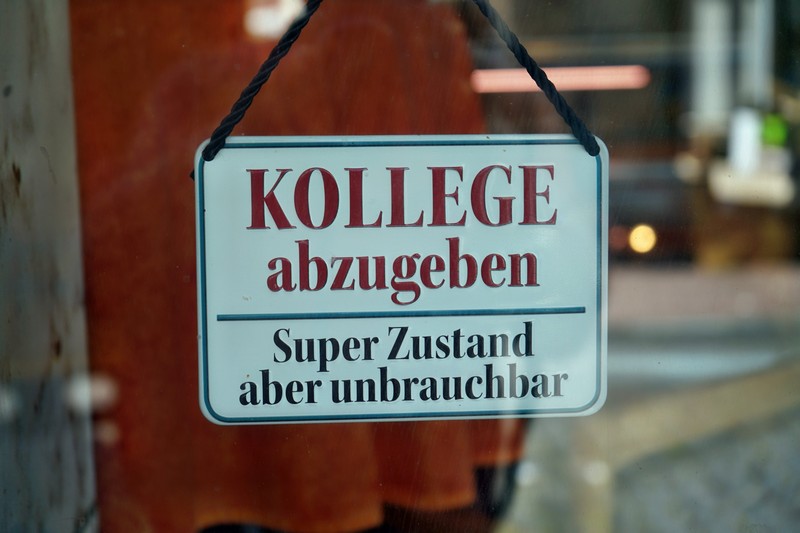 KOLLEGE
abzugeben
Super Zustand
aber unbrauchbar